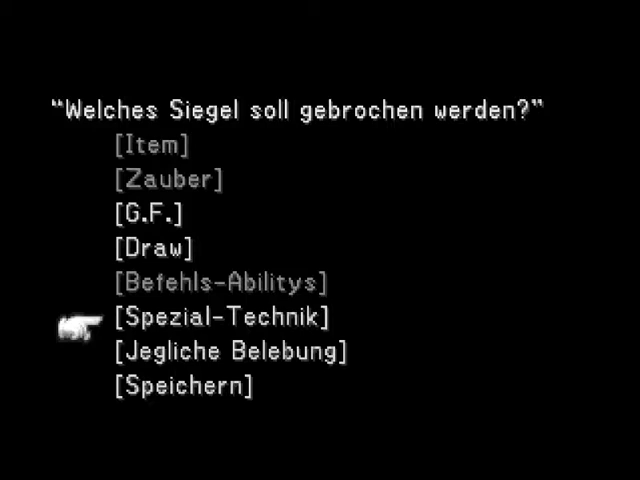 “Welches Siegel soll gebrochen werden?”
[Item]
[Zauber]
[G.F.]
[Draw]
[Befehls-Abilitys]
[Spezial-Technik]
[Jegliche Belebung]
[Speichern]